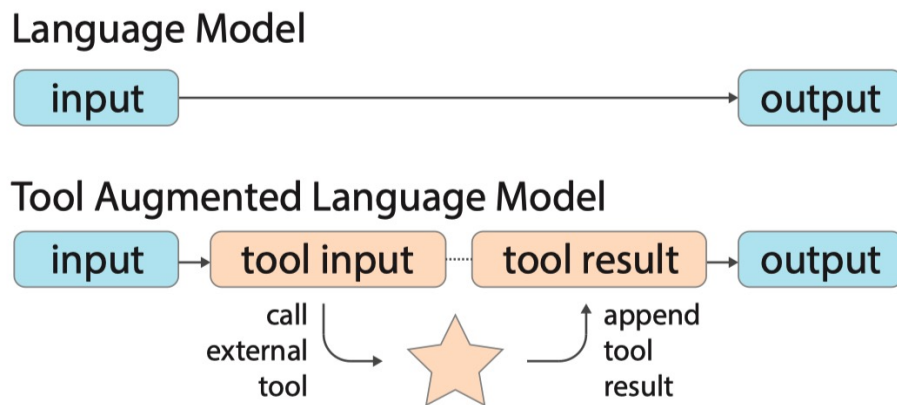 Language Model
input
output
Tool Augmented Language Model
input
tool input
tool result
output
call
external
tool
append
tool
result